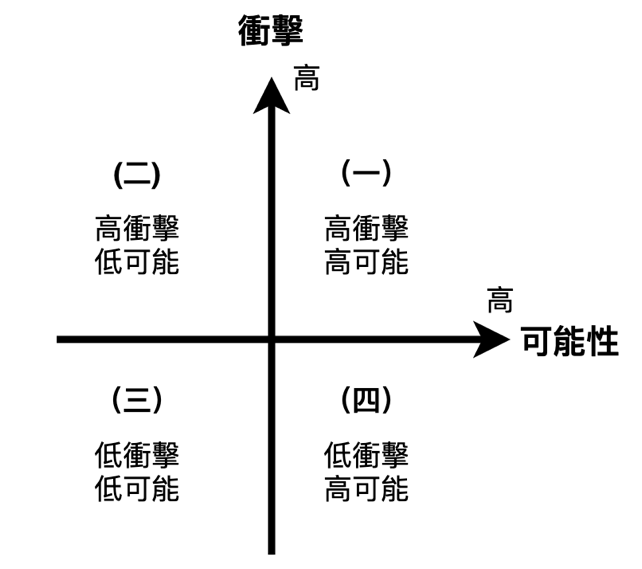 衝擊
高
(二)
高衝擊
低可能
(一)
高衝擊
高可能
高
可能性
(三)
低衝擊
低可能
(四)
低衝擊
高可能